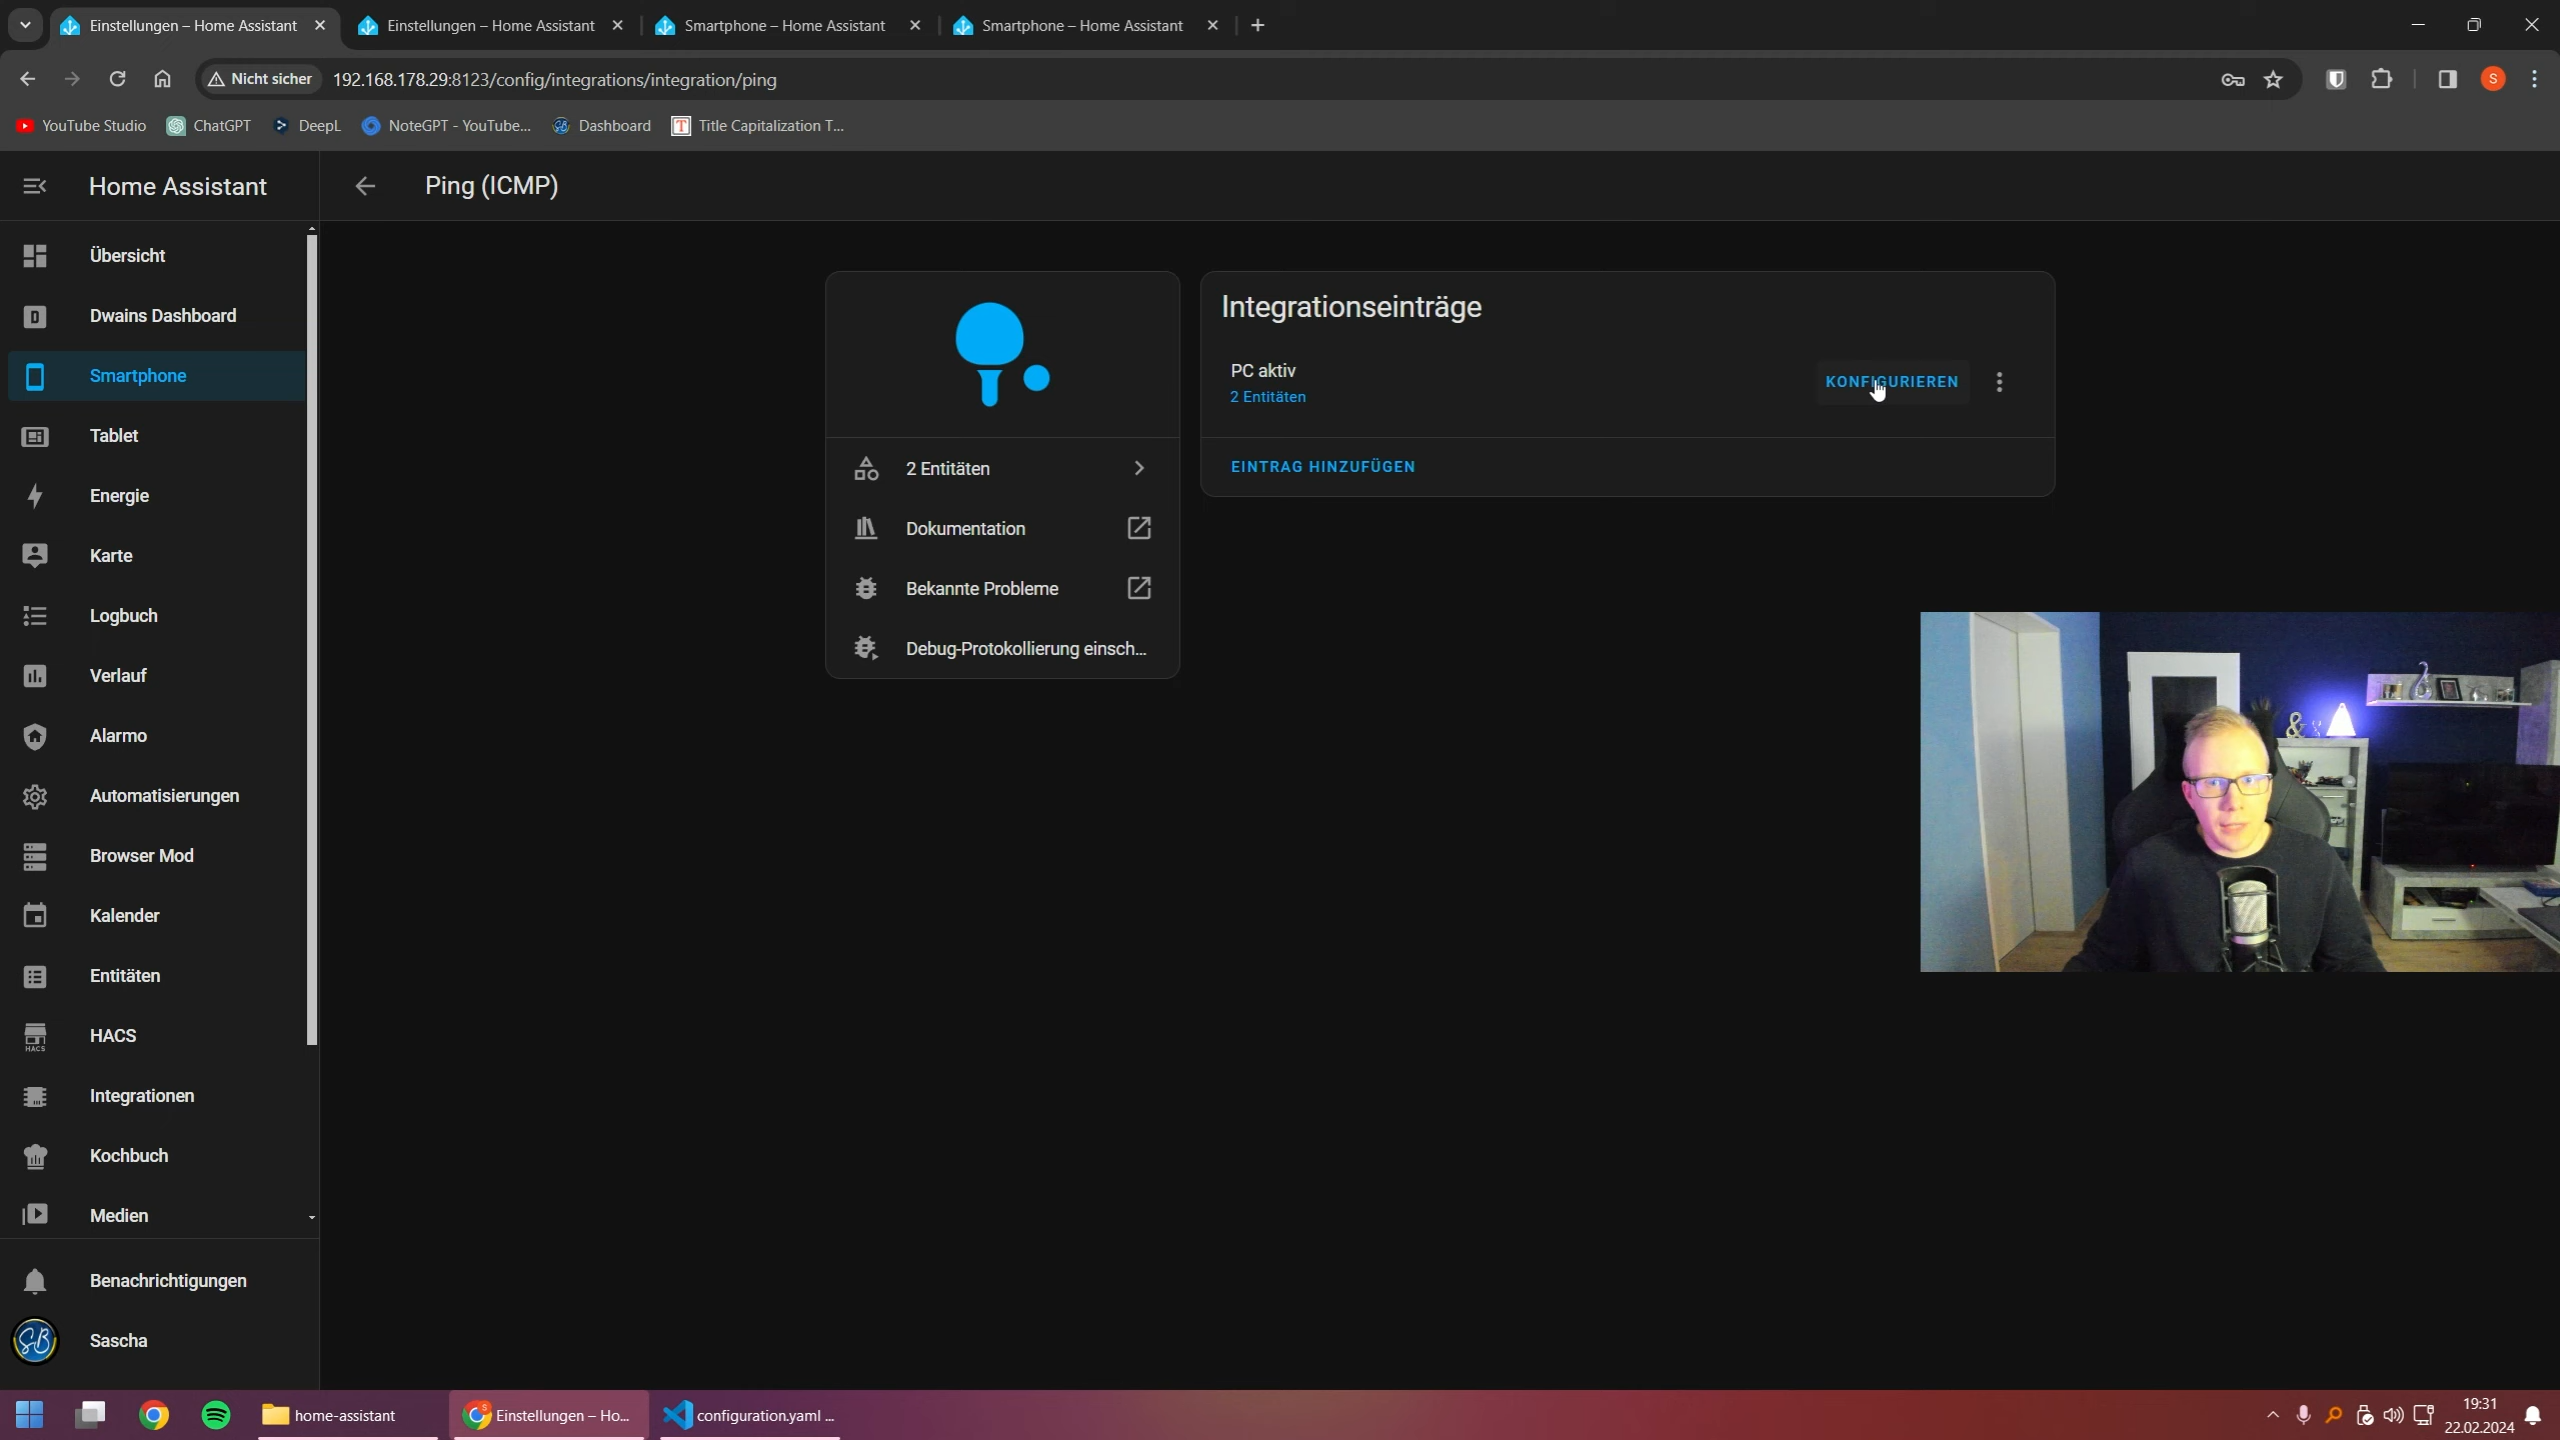 Einstellungen – Home Assistant
Einstellungen – Home Assistant
Smartphone – Home Assistant
Smartphone – Home Assistant
Nicht sicher
192.168.178.29:8123/config/integrations/integration/ping
S
YouTube Studio
ChatGPT
DeepL
NoteGPT - YouTube...
Dashboard
T
Title Capitalization T...
Home Assistant
Ping (ICMP)
Übersicht
D
Dwains Dashboard
Smartphone
Tablet
Energie
Karte
Logbuch
Verlauf
Alarmo
Automatisierungen
Browser Mod
Kalender
Entitäten
HACS
HACS
Integrationen
Kochbuch
Medien
Benachrichtigungen
SB
Sascha
2 Entitäten
Dokumentation
Bekannte Probleme
Debug-Protokollierung einsch...
Integrationseinträge
PC aktiv
2 Entitäten
KONFIGURIEREN
EINTRAG HINZUFÜGEN
&
home-assistant
Einstellungen – Ho...
configuration.yaml ...
19:31
22.02.2024